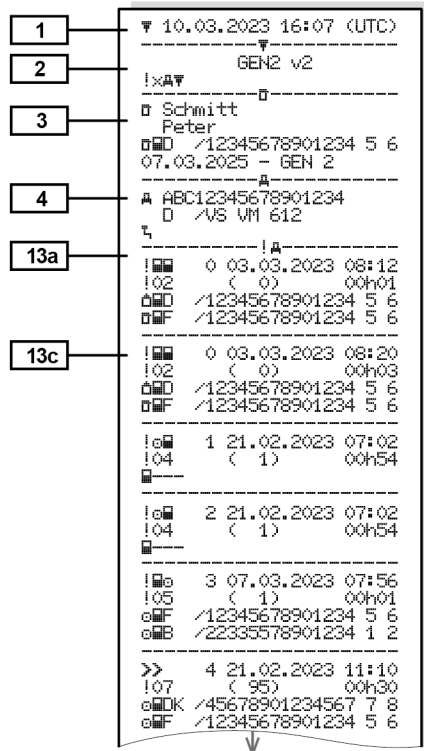 1
▼ 10.03.2023 16:07 (UTC)
2
GEN2 v2
!×A▼
3
Schmitt
Peter
D /12345678901234 5 6
07.03.2025 - GEN 2
4
A ABC12345678901234
D /VS VM 612
!A
13a
! 0 03.03.2023 08:12
!02 ( 0) 00h01
D /12345678901234 5 6
F /12345678901234 5 6
13c
! 0 03.03.2023 08:20
!02 ( 0) 00h03
D /12345678901234 5 6
F /12345678901234 5 6
!⊙ 1 21.02.2023 07:02
!04 ( 1) 00h54
---
!⊙ 2 21.02.2023 07:02
!04 ( 1) 00h54
---
!⊙ 3 07.03.2023 07:56
!05 ( 1) 00h01
⊙F /12345678901234 5 6
⊙B /22335578901234 1 2
>> 4 21.02.2023 11:10
!07 ( 95) 00h30
⊙DK /45678901234567 7 8
⊙F /12345678901234 5 6